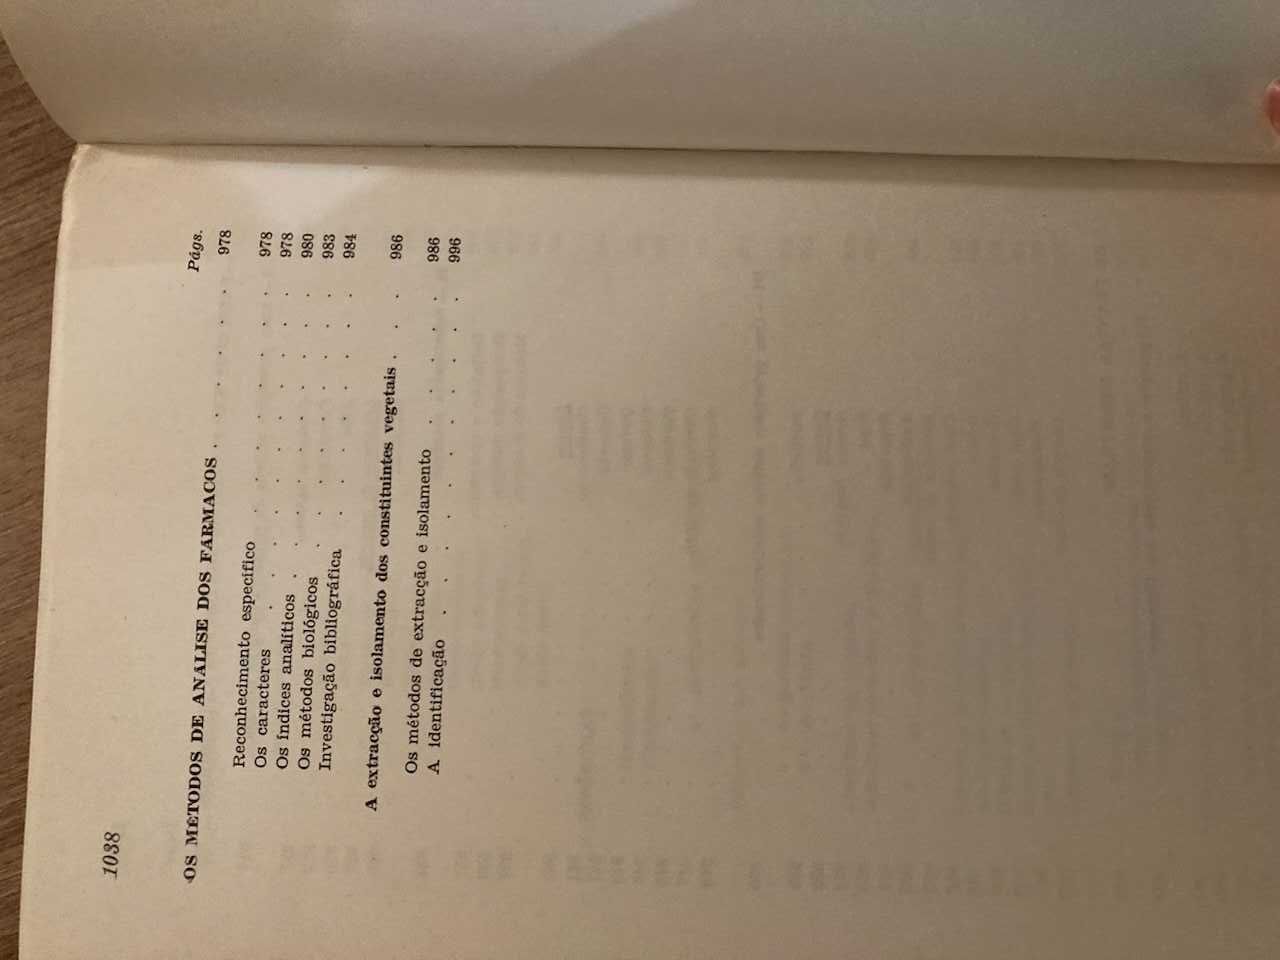 1038
Págs.
OS MÉTODOS DE ANÁLISE DOS FÁRMACOS . . . . . . 978
Reconhecimento específico . . . . . . . . 978
Os caracteres . . . . . . . . . . 978
Os índices analíticos . . . . . . . . . . 980
Os métodos biológicos . . . . . . . . . 983
Investigação bibliográfica . . . . . . . . 984
A extracção e isolamento dos constituintes vegetais . . . 986
Os métodos de extracção e isolamento . . . . . . 986
A identificação . . . . . . . . . . . . 996